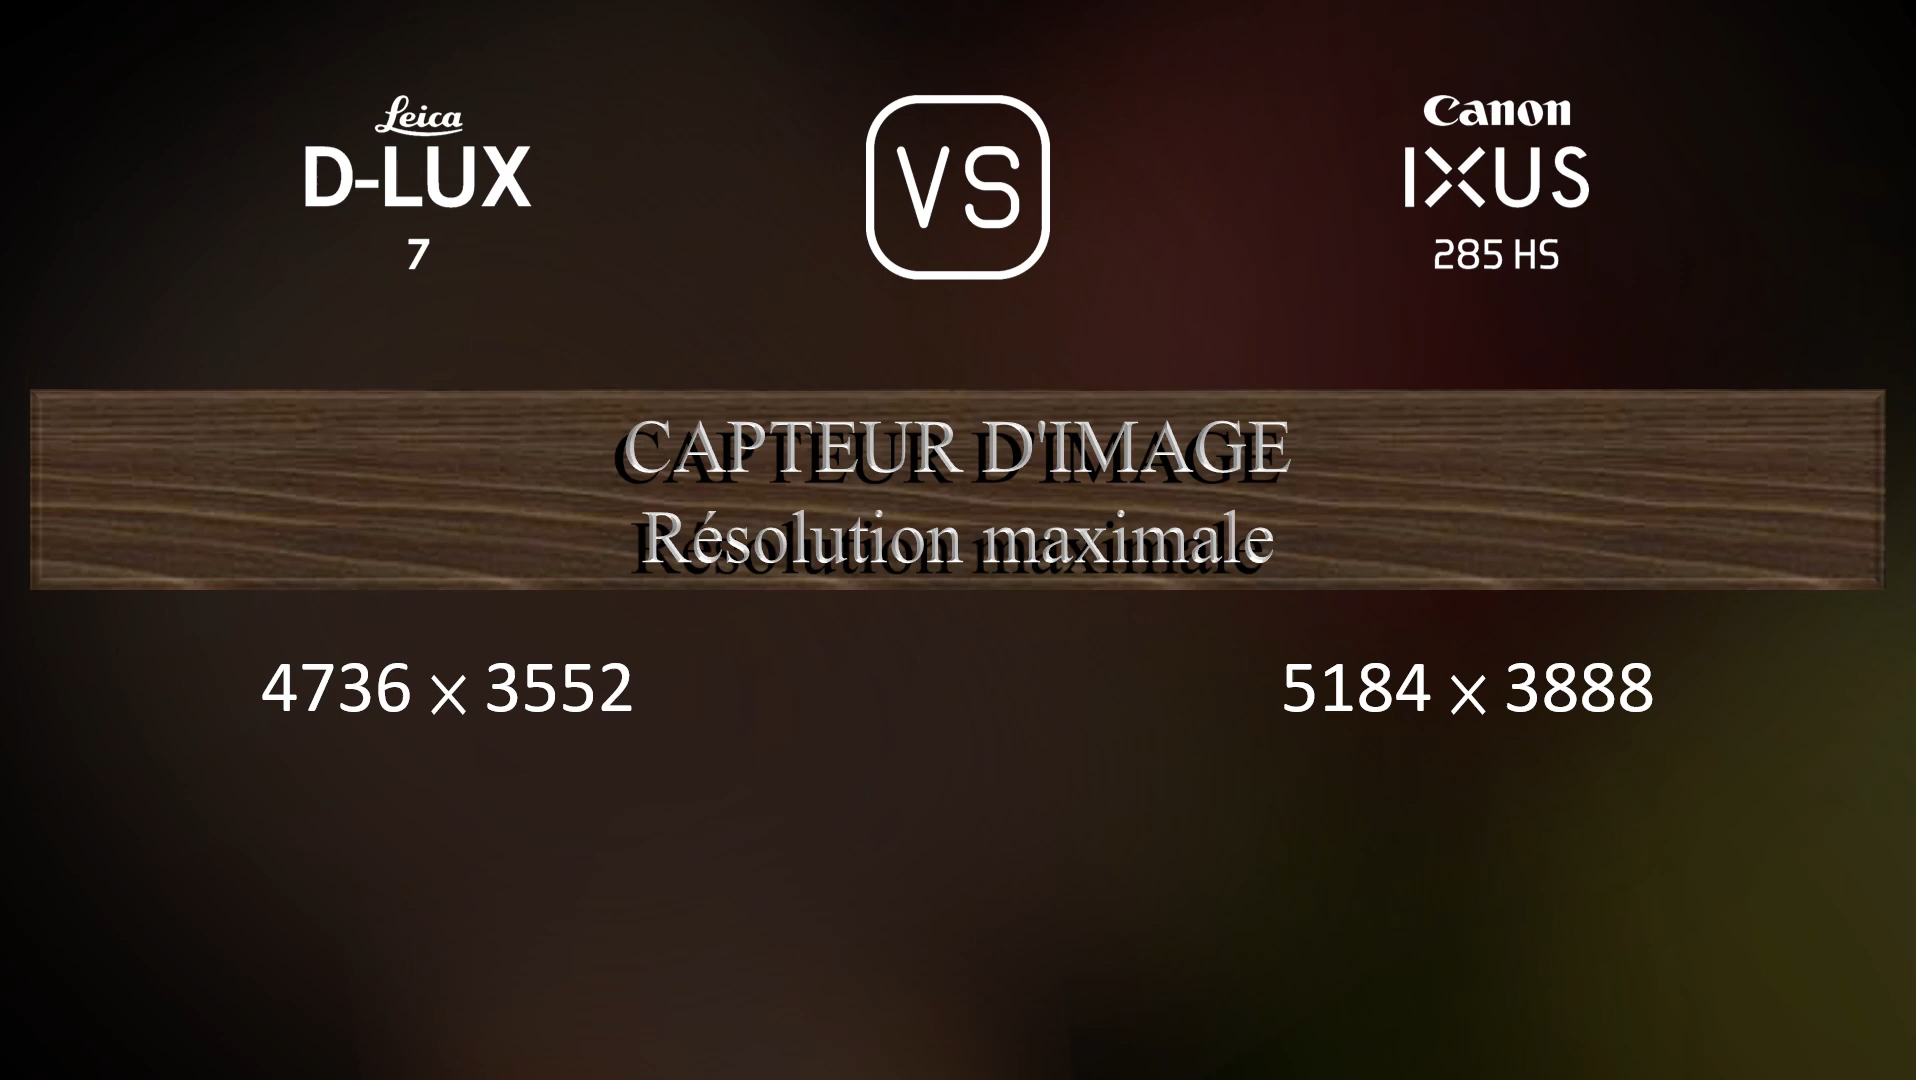 Leica
D-LUX
7
VS
Canon
IXUS
285 HS
CAPTEUR D'IMAGE
Résolution maximale
4736 x 3552
5184 x 3888